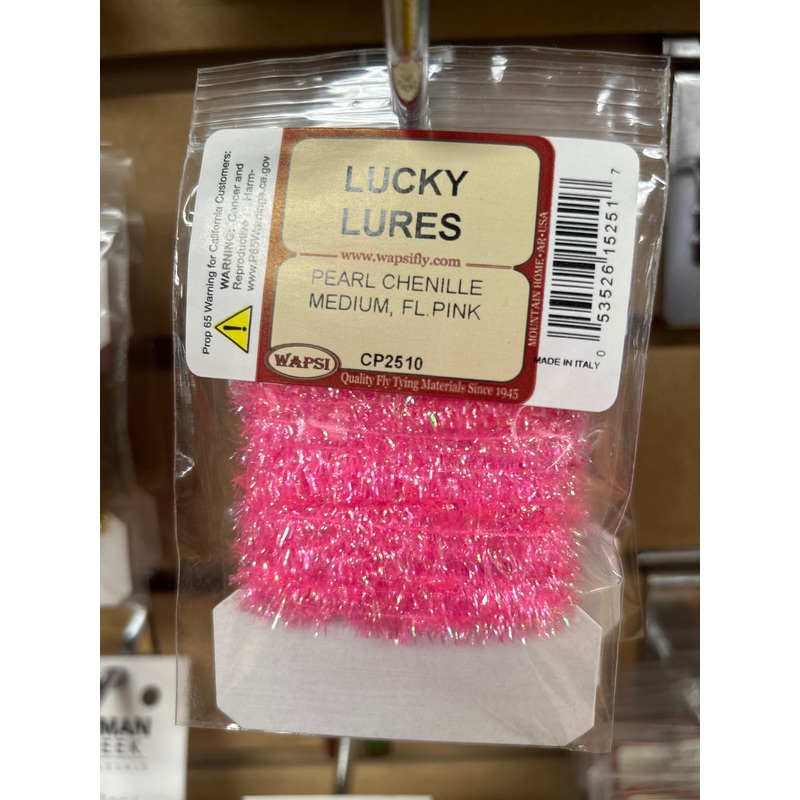 Prop 65 Warning for California Customers:
WARNING: Cancer and
Reproductive Harm-
www.P65Warnings.ca.gov
LUCKY
LURES
www.wapsifly.com
PEARL CHENILLE
MEDIUM, FL.PINK
WAPSI
CP2510
Quality Fly Tying Materials Since 1945
MOUNTAIN HOME • AR • USA
0 53526 15251 7
MADE IN ITALY
MAN
EEK